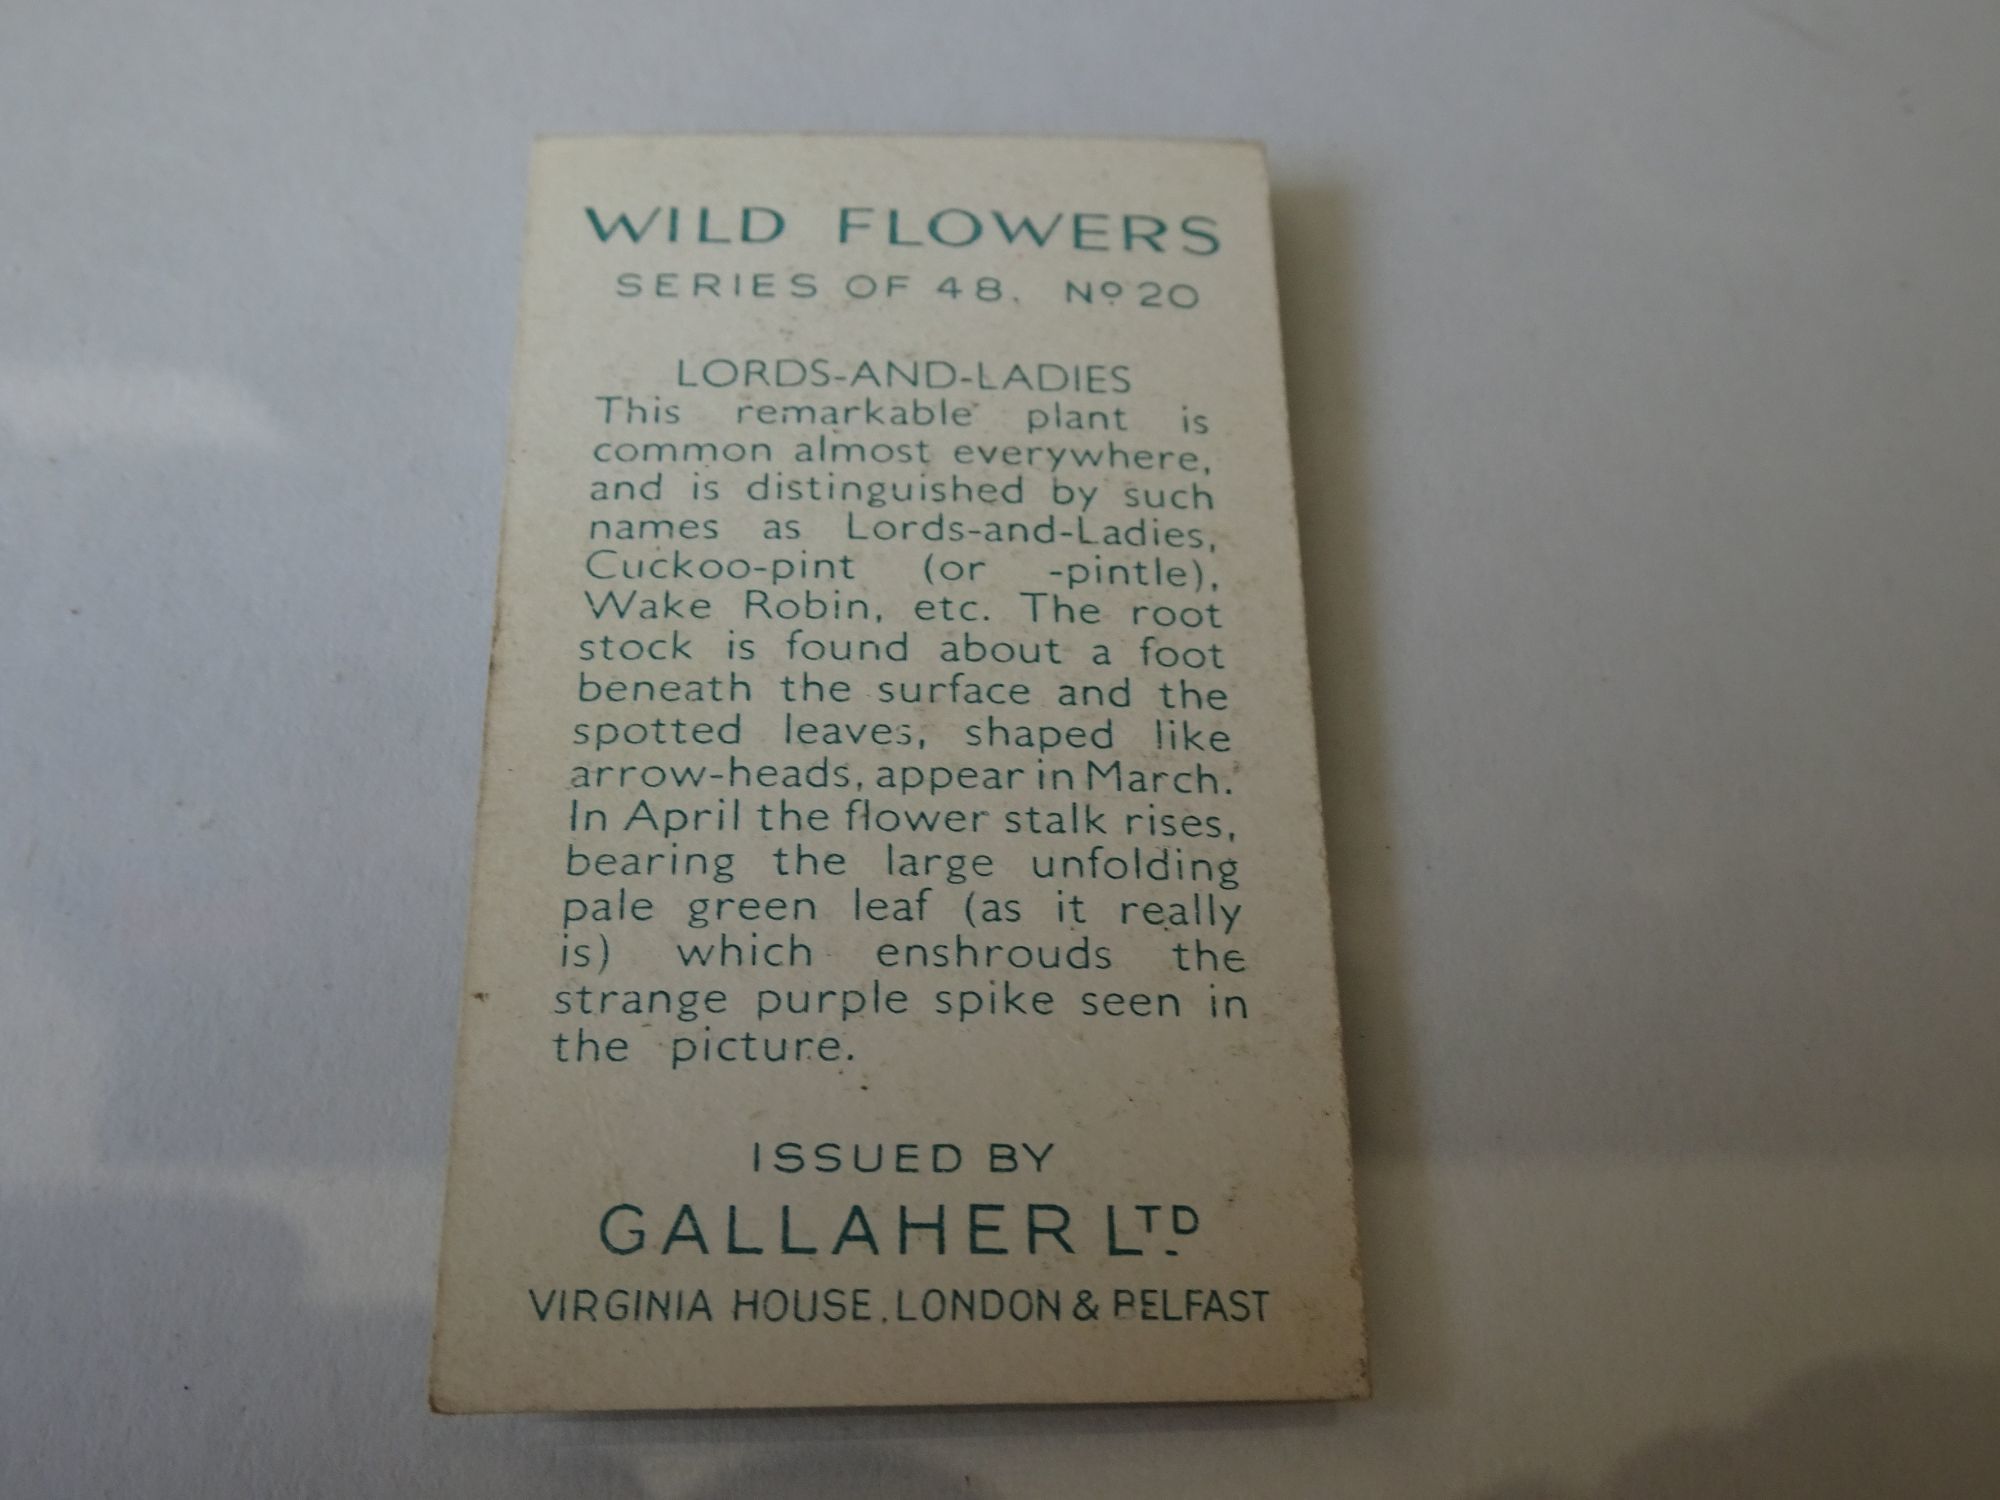 WILD FLOWERS
SERIES OF 48. Nº 20
LORDS-AND-LADIES
This remarkable plant is
common almost everywhere,
and is distinguished by such
names as Lords-and-Ladies,
Cuckoo-pint (or -pintle),
Wake Robin, etc. The root
stock is found about a foot
beneath the surface and the
spotted leaves, shaped like
arrow-heads, appear in March.
In April the flower stalk rises,
bearing the large unfolding
pale green leaf (as it really
is) which enshrouds the
strange purple spike seen in
the picture.
ISSUED BY
GALLAHER LTD
VIRGINIA HOUSE, LONDON & BELFAST